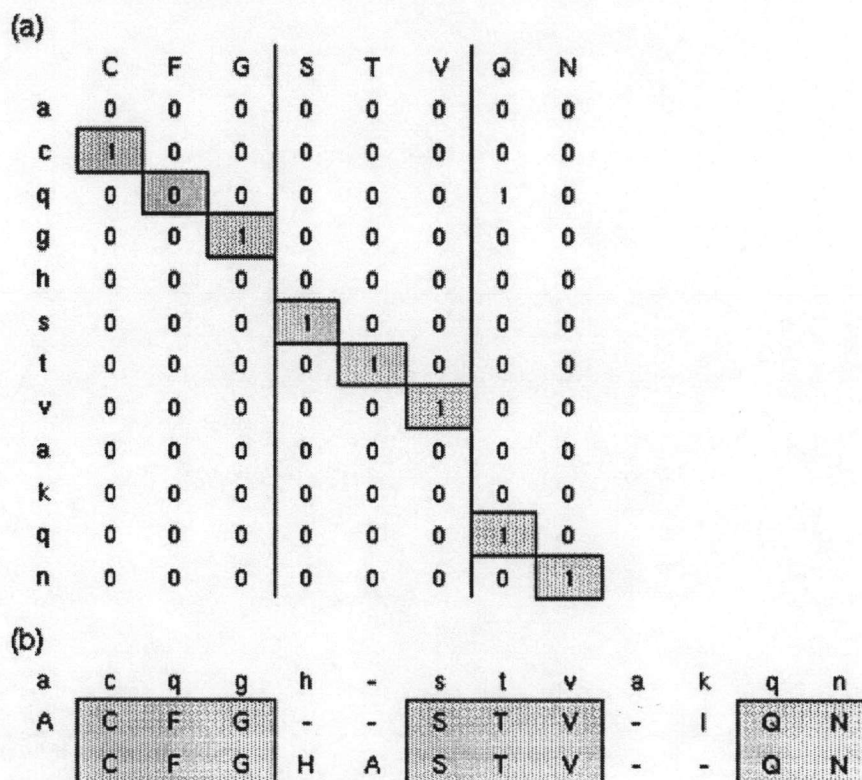 (a)
C F G S T V Q N
a 0 0 0 0 0 0 0 0
c 1 0 0 0 0 0 0 0
q 0 0 0 0 0 0 1 0
g 0 0 1 0 0 0 0 0
h 0 0 0 0 0 0 0 0
s 0 0 0 1 0 0 0 0
t 0 0 0 0 1 0 0 0
v 0 0 0 0 0 1 0 0
a 0 0 0 0 0 0 0 0
k 0 0 0 0 0 0 0 0
q 0 0 0 0 0 0 1 0
n 0 0 0 0 0 0 0 1
(b)
a c q g h - s t v a k q n
A C F G - - S T V - I Q N
C F G H A S T V - - Q N